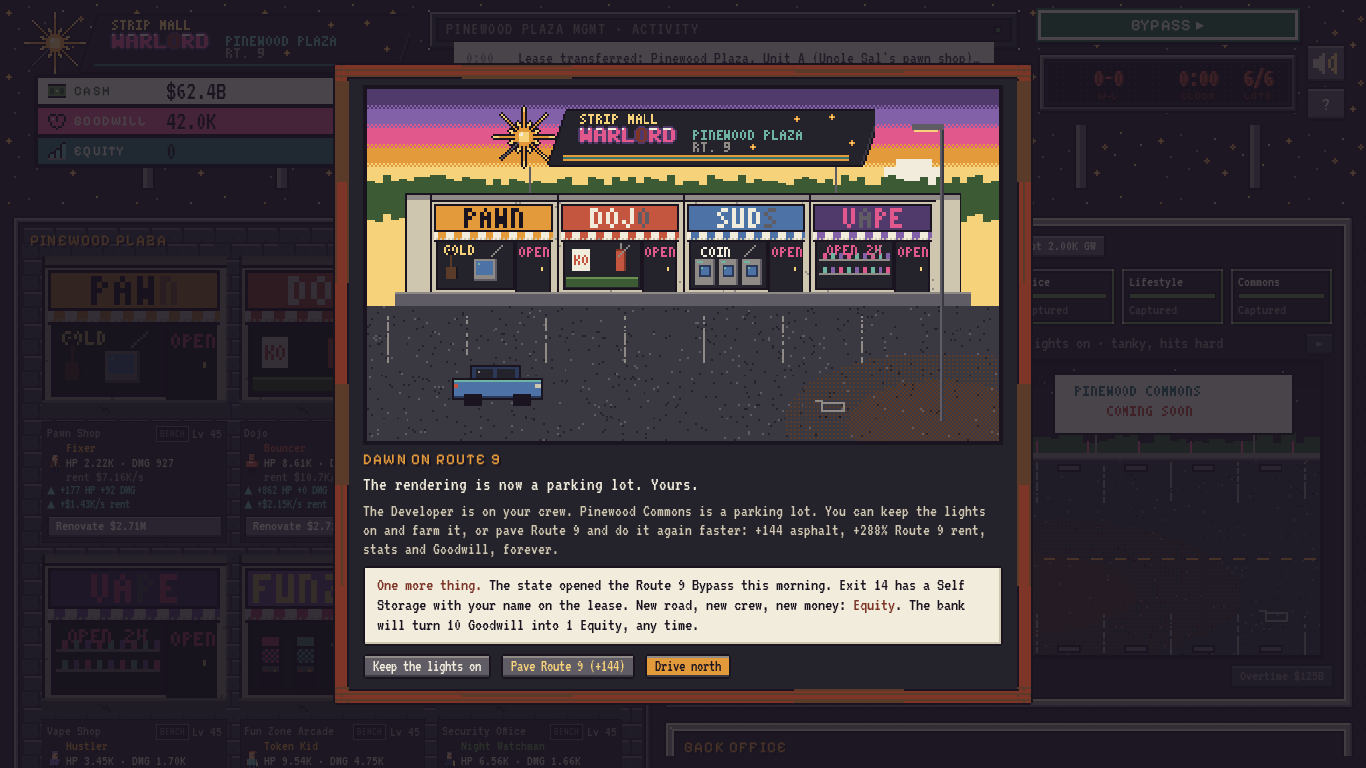 STRIP MALL
WARLORD
PINEWOOD PLAZA
RT. 9
PINEWOOD PLAZA MGMT · ACTIVITY
0:00 Lease transferred: Pinewood Plaza, Unit A (Uncle Sal's pawn shop)…
BYPASS ▶
CASH $62.4B
GOODWILL 42.0K
EQUITY 0
0-0 0:00 6/6
?
STRIP MALL
WARLORD
PINEWOOD PLAZA
RT. 9
PAWN
DOJO
SUDS
VAPE
GOLD
OPEN
KO
OPEN
COIN
OPEN
OPEN 24
OPEN
DAWN ON ROUTE 9
The rendering is now a parking lot. Yours.
The Developer is on your crew. Pinewood Commons is a parking lot. You can keep the lights
on and farm it, or pave Route 9 and do it again faster: +144 asphalt, +288% Route 9 rent,
stats and Goodwill, forever.
One more thing. The state opened the Route 9 Bypass this morning. Exit 14 has a Self
Storage with your name on the lease. New road, new crew, new money: Equity. The bank
will turn 10 Goodwill into 1 Equity, any time.
Keep the lights on
Pave Route 9 (+144)
Drive north
PINEWOOD PLAZA
PAWN
GOLD
OPEN
DO
KO
Pawn Shop BENCH Lv 45
Fixer
HP 2.22K · DMG 927
rent $7.16K/s
▲ +177 HP +92 DMG
▲ +$1.43K/s rent
Renovate $2.71M
Dojo
Bouncer
HP 8.61K ·
rent $10.7K/
▲ +862 HP +0 DMG
▲ +$2.15K/s rent
Renovate $2.7
VAPE
OPEN 24
OPEN
FUN
Vape Shop BENCH Lv 45
Hustler
HP 3.45K · DMG 1.70K
Fun Zone Arcade BENCH Lv 45
Token Kid
HP 9.54K · DMG 4.75K
Security Office BENCH Lv 45
Night Watchman
HP 6.56K · DMG 1.66K
2.00K GW
Lifestyle
Captured
Commons
Captured
ights on · tanky, hits hard
▶
PINEWOOD COMMONS
COMING SOON
Overtime $125B
BACK OFFICE